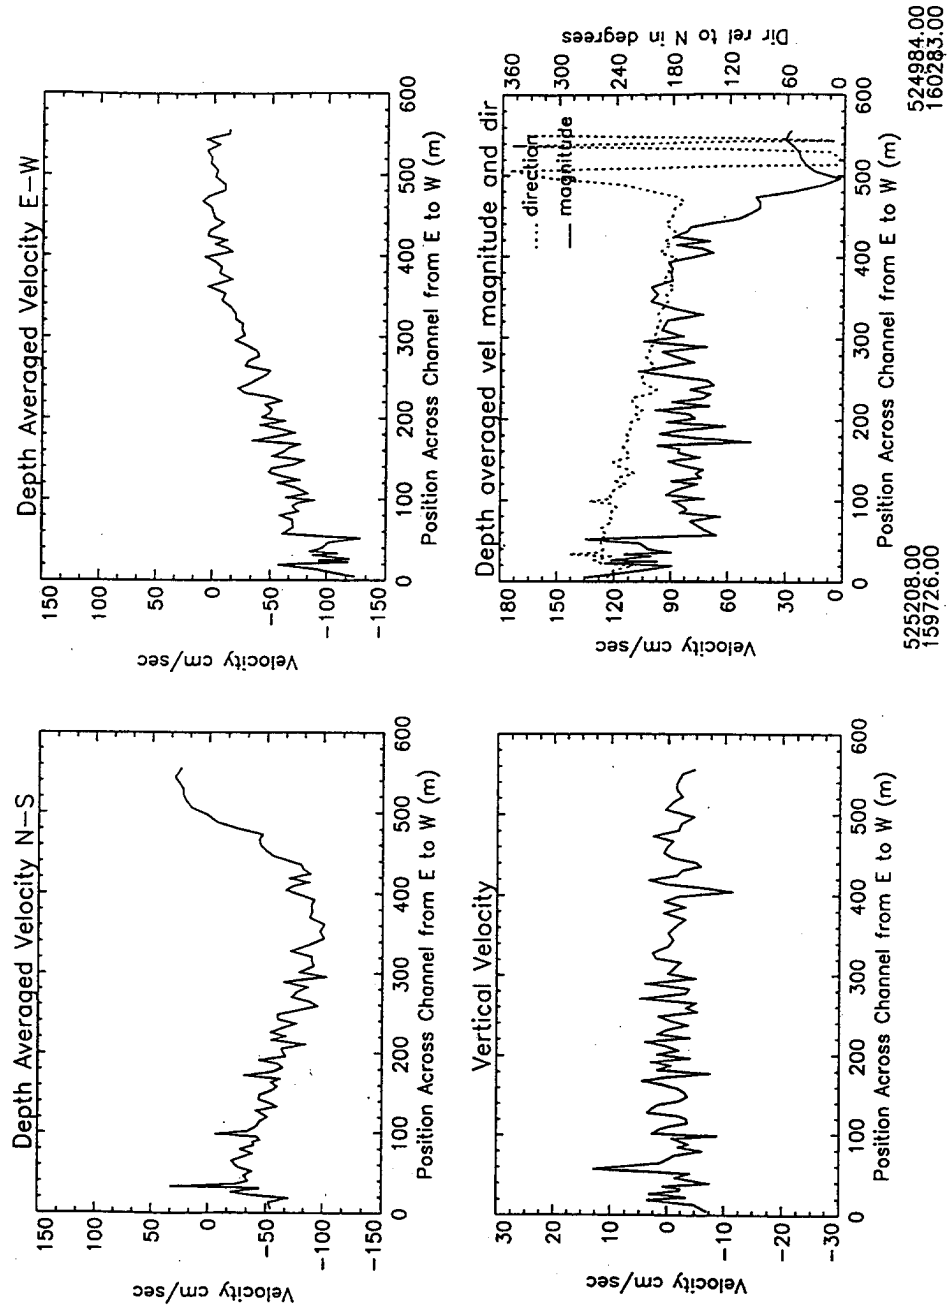 Depth Averaged Velocity N-S
150
100
50
0
-50
-100
-150
Velocity cm/sec
0 100 200 300 400 500 600
Position Across Channel from E to W (m)
Depth Averaged Velocity E-W
150
100
50
0
-50
-100
-150
Velocity cm/sec
0 100 200 300 400 500 600
Position Across Channel from E to W (m)
Vertical Velocity
30
20
10
0
-10
-20
-30
Velocity cm/sec
0 100 200 300 400 500 600
Position Across Channel from E to W (m)
Depth averaged vel magnitude and dir
direction
magnitude
180
150
120
90
60
30
0
Velocity cm/sec
360
300
240
180
120
60
0
Dir rel to N in degrees
0 100 200 300 400 500 600
Position Across Channel from E to W (m)
525208.00
159726.00
524984.00
160283.00